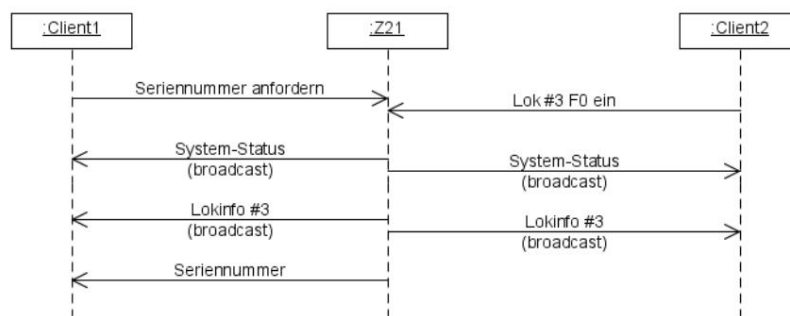 :Client1
:Z21
:Client2
Seriennummer anfordern
Lok #3 F0 ein
System-Status
(broadcast)
System-Status
(broadcast)
Lokinfo #3
(broadcast)
Lokinfo #3
(broadcast)
Seriennummer